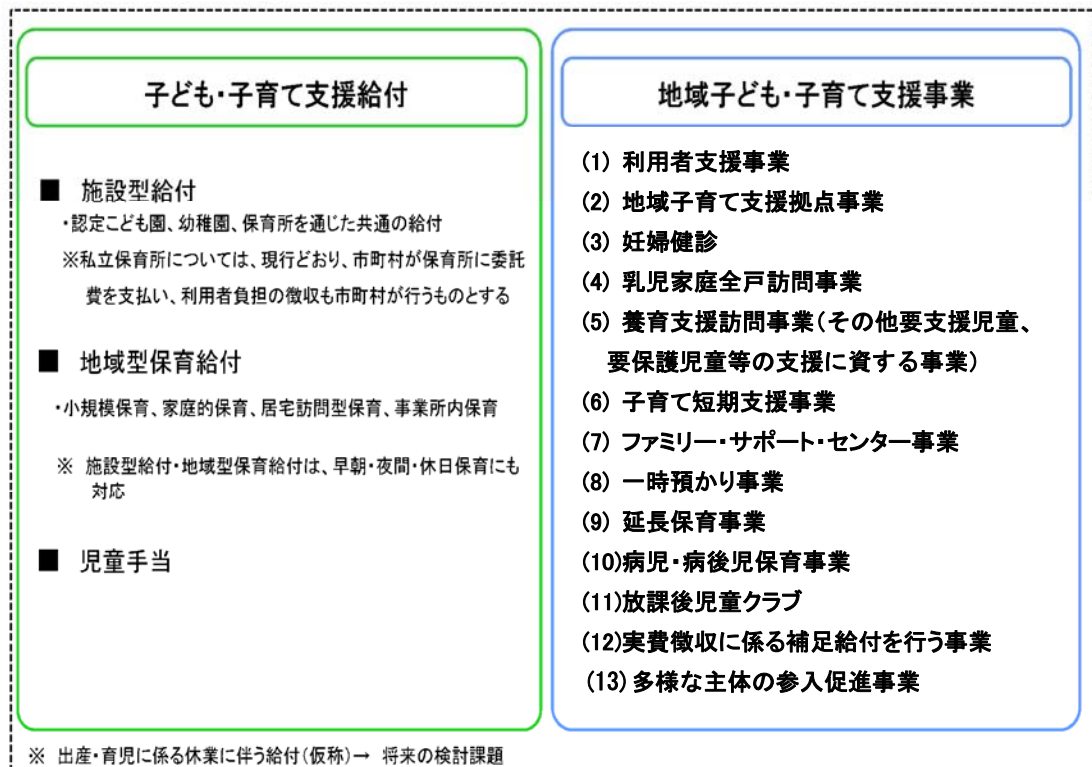 子ども・子育て支援給付
■ 施設型給付
・認定こども園、幼稚園、保育所を通じた共通の給付
※私立保育所については、現行どおり、市町村が保育所に委託
費を支払い、利用者負担の徴収も市町村が行うものとする
■ 地域型保育給付
・小規模保育、家庭的保育、居宅訪問型保育、事業所内保育
※ 施設型給付・地域型保育給付は、早朝・夜間・休日保育にも
対応
■ 児童手当
地域子ども・子育て支援事業
(1) 利用者支援事業
(2) 地域子育て支援拠点事業
(3) 妊婦健診
(4) 乳児家庭全戸訪問事業
(5) 養育支援訪問事業(その他要支援児童、
要保護児童等の支援に資する事業)
(6) 子育て短期支援事業
(7) ファミリー・サポート・センター事業
(8) 一時預かり事業
(9) 延長保育事業
(10)病児・病後児保育事業
(11)放課後児童クラブ
(12)実費徴収に係る補足給付を行う事業
(13)多様な主体の参入促進事業
※ 出産・育児に係る休業に伴う給付(仮称)→ 将来の検討課題